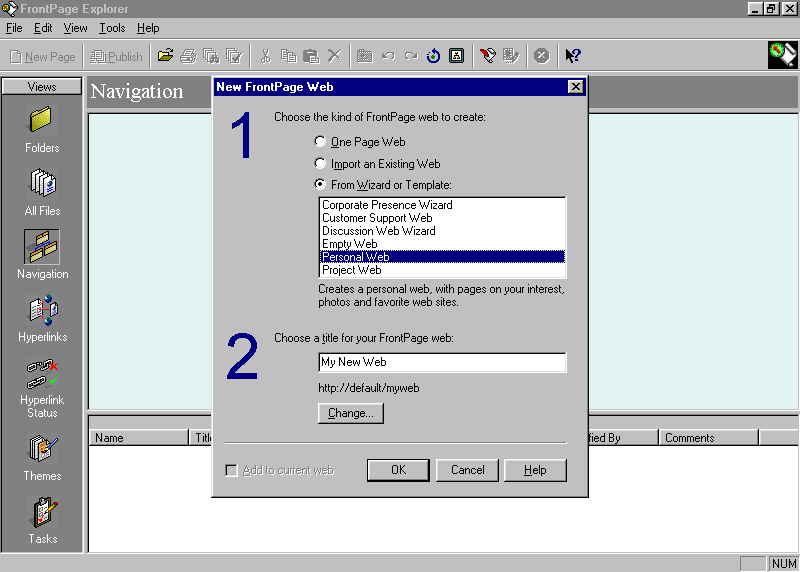 FrontPage Explorer
File Edit View Tools Help
New Page Publish
Views
Folders
All Files
Navigation
Hyperlinks
Hyperlink
Status
Themes
Tasks
Navigation
New FrontPage Web
1
Choose the kind of FrontPage web to create:
One Page Web
Import an Existing Web
From Wizard or Template:
Corporate Presence Wizard
Customer Support Web
Discussion Web Wizard
Empty Web
Personal Web
Project Web
Creates a personal web, with pages on your interest,
photos and favorite web sites.
2
Choose a title for your FrontPage web:
My New Web
http://default/myweb
Change...
Add to current web
OK Cancel Help
Name Titl fied By Comments
NUM